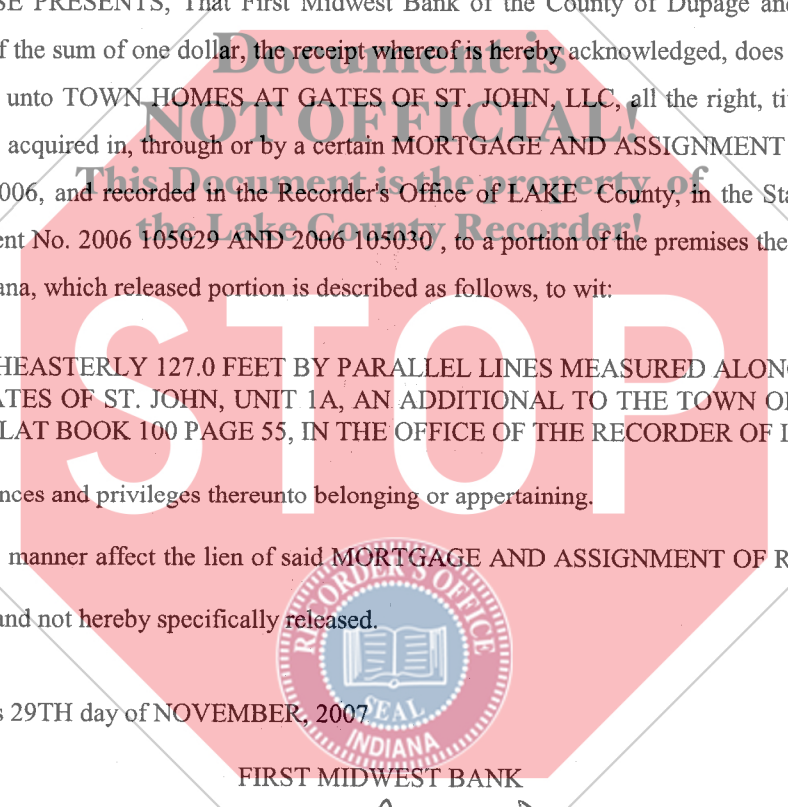 SE PRESENTS, That First Midwest Bank of the County of Dupage and
f the sum of one dollar, the receipt whereof is hereby acknowledged, does
Document is
unto TOWN HOMES AT GATES OF ST. JOHN, LLC, all the right, ti
NOT OFFICIAL!
acquired in, through or by a certain MORTGAGE AND ASSIGNMENT
This Document is the property of
006, and recorded in the Recorder's Office of LAKE County, in the Sta
the Lake County Recorder!
ent No. 2006 105029 AND 2006 105030 , to a portion of the premises the
ana, which released portion is described as follows, to wit:
STOP
HEASTERLY 127.0 FEET BY PARALLEL LINES MEASURED ALON
ATES OF ST. JOHN, UNIT 1A, AN ADDITIONAL TO THE TOWN O
LAT BOOK 100 PAGE 55, IN THE OFFICE OF THE RECORDER OF L
nces and privileges thereunto belonging or appertaining.
manner affect the lien of said MORTGAGE AND ASSIGNMENT OF R
and not hereby specifically released.
RECORDER'S OFFICE
SEAL
INDIANA
s 29TH day of NOVEMBER, 2007
FIRST MIDWEST BANK